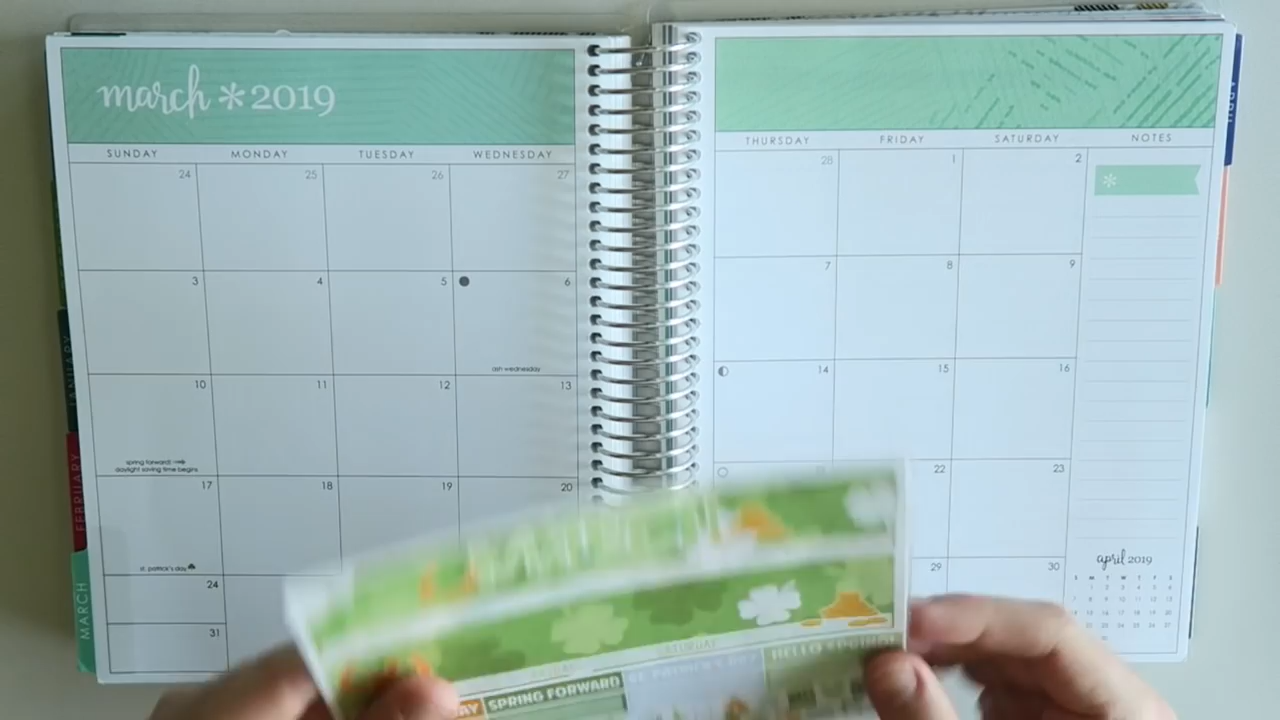 march * 2019
SUNDAY MONDAY TUESDAY WEDNESDAY THURSDAY FRIDAY SATURDAY NOTES
24 25 26 27 28 1 2
3 4 5 6 7 8 9
ash wednesday
10 11 12 13 14 15 16
spring forward!
daylight saving time begins
17 18 19 20 22 23
st. patrick's day
24 29 30
31
april 2019
JANUARY
FEBRUARY
MARCH
SPRING FORWARD
HELLO SPRING!